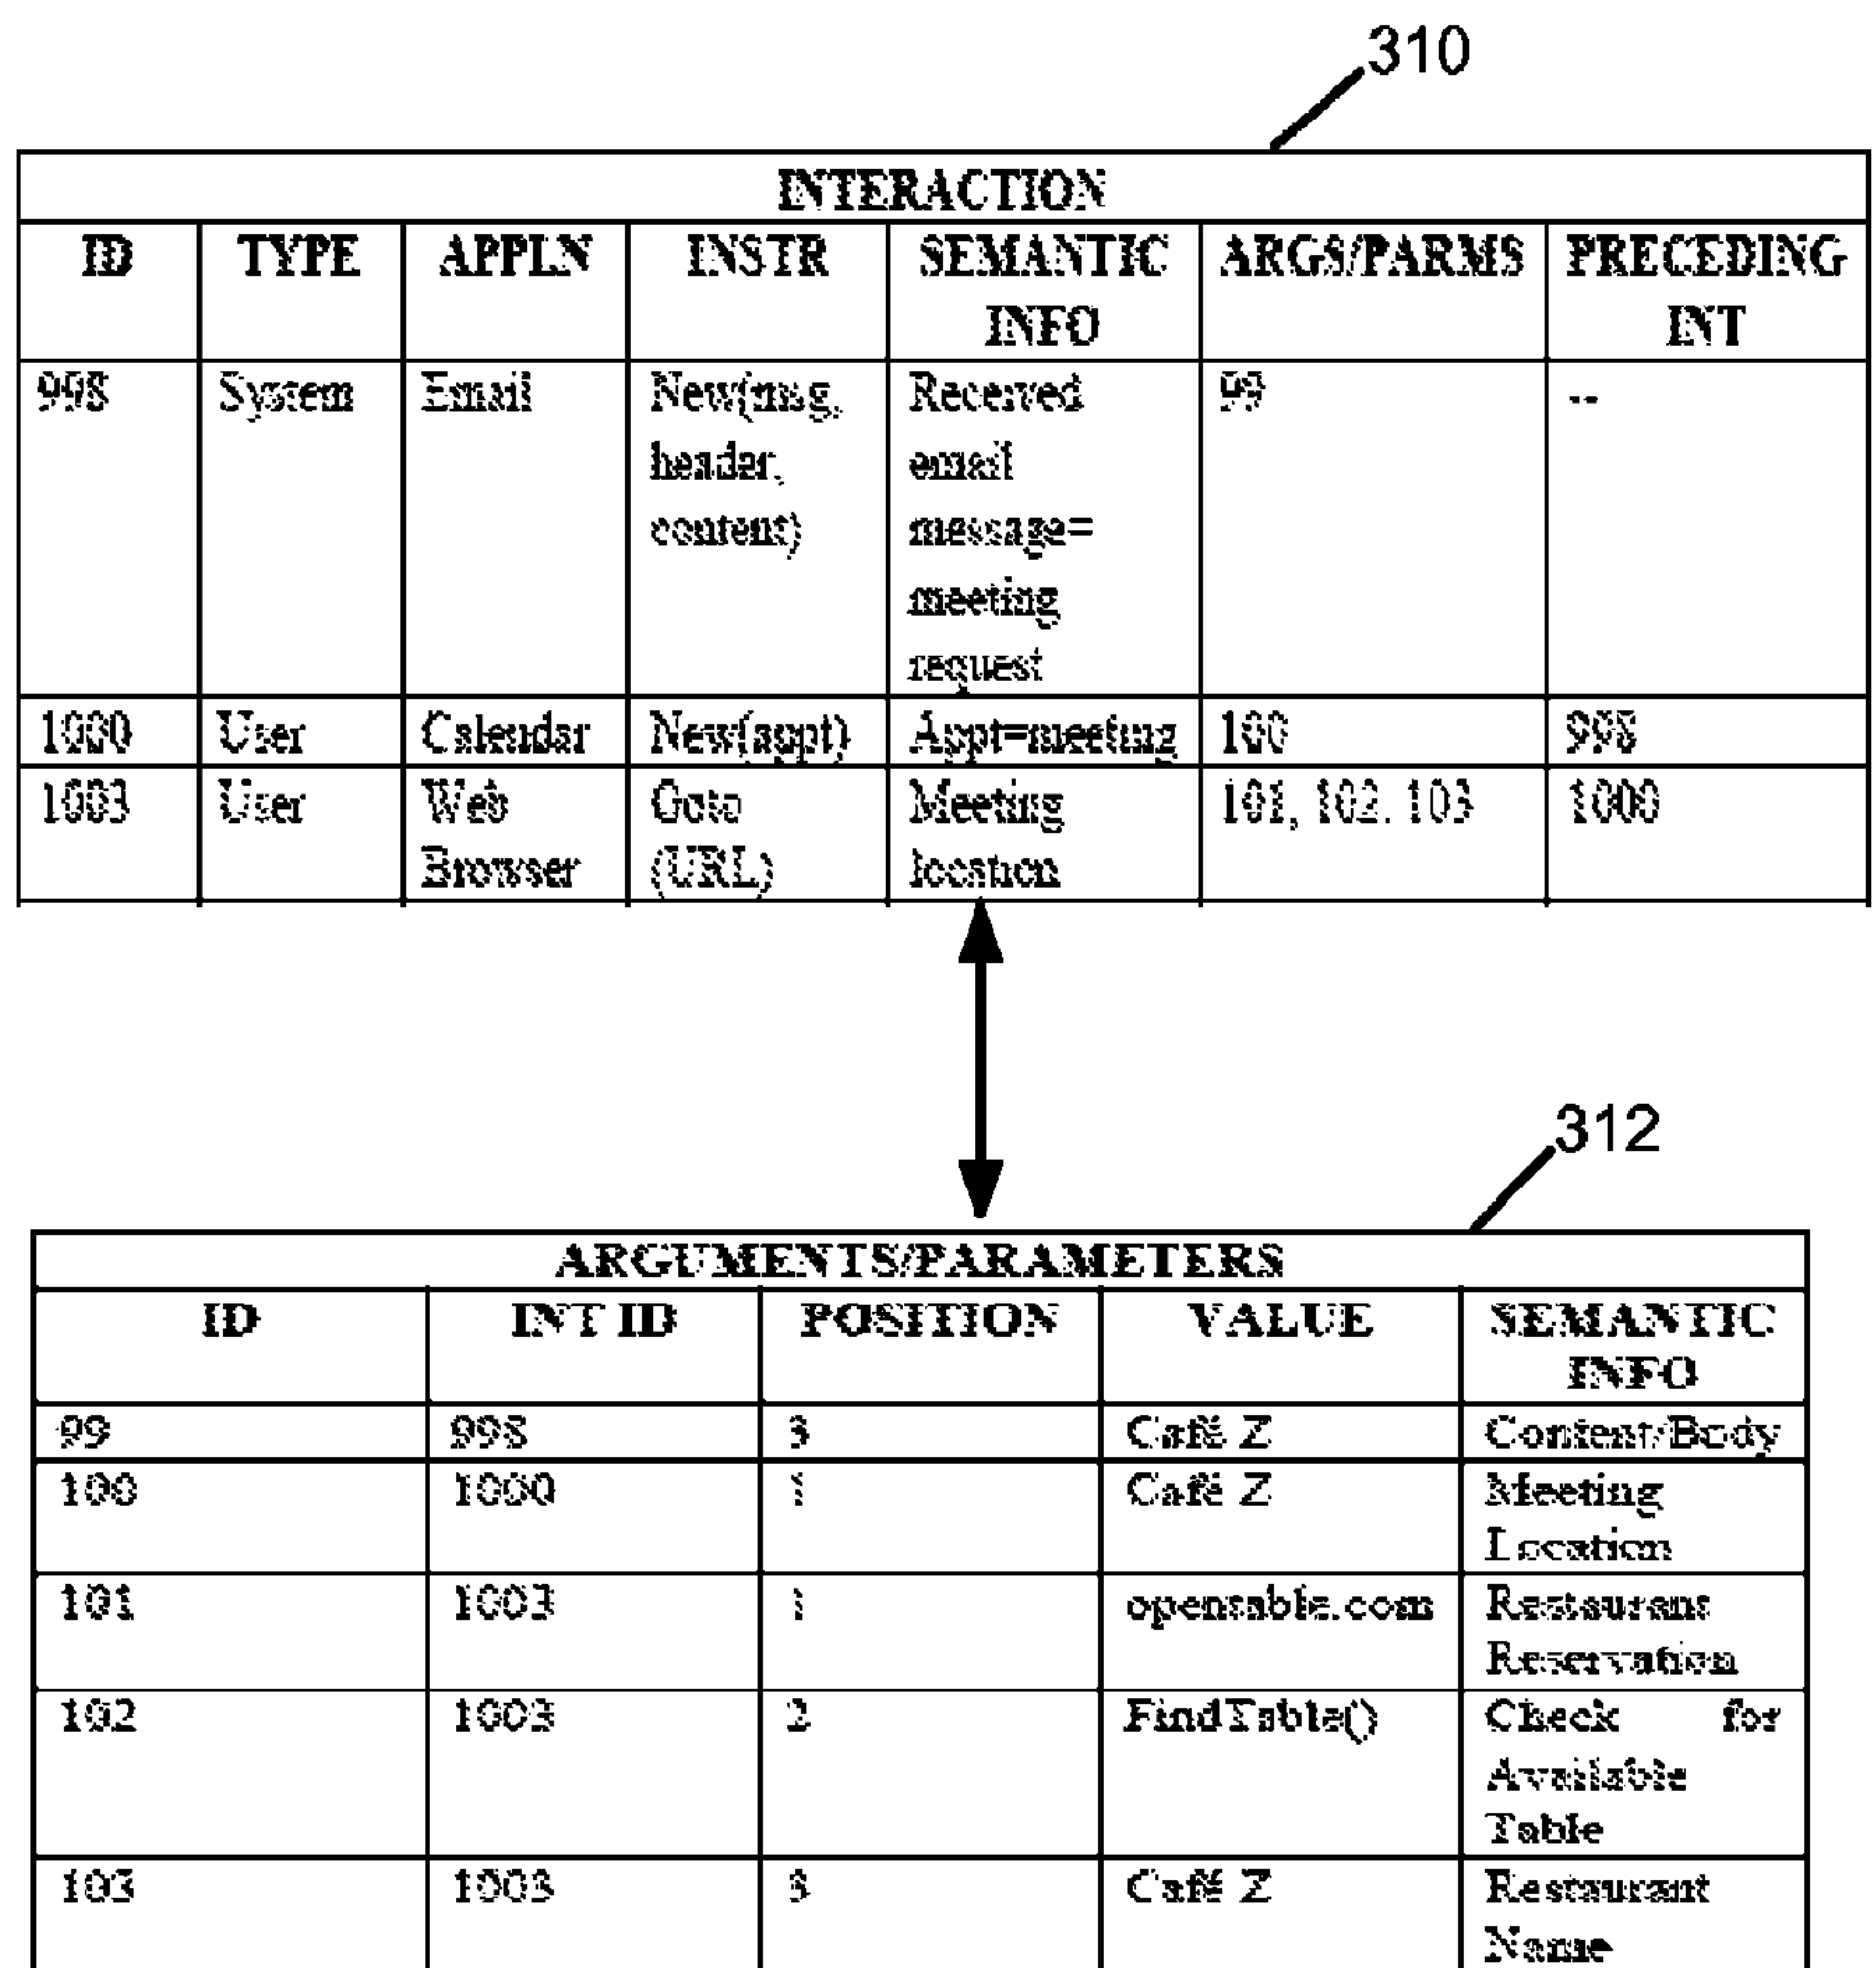 310
INTERACTION
ID TYPE APPLN INSTR SEMANTIC INFO ARGS/PARMS PRECEDING INT
998 System Email New(msg, header, content) Received email message= meeting request 99 --
1000 User Calendar New(appt) Appt=meeting 100 998
1003 User Web Browser Goto (URL) Meeting location 101, 102. 103 1000
312
ARGUMENTS/PARAMETERS
ID INT ID POSITION VALUE SEMANTIC INFO
99 998 3 Café Z Content/Body
100 1000 1 Café Z Meeting Location
101 1003 1 opentable.com Restaurant Reservation
102 1003 2 FindTable() Check for Available Table
103 1003 3 Café Z Restaurant Name